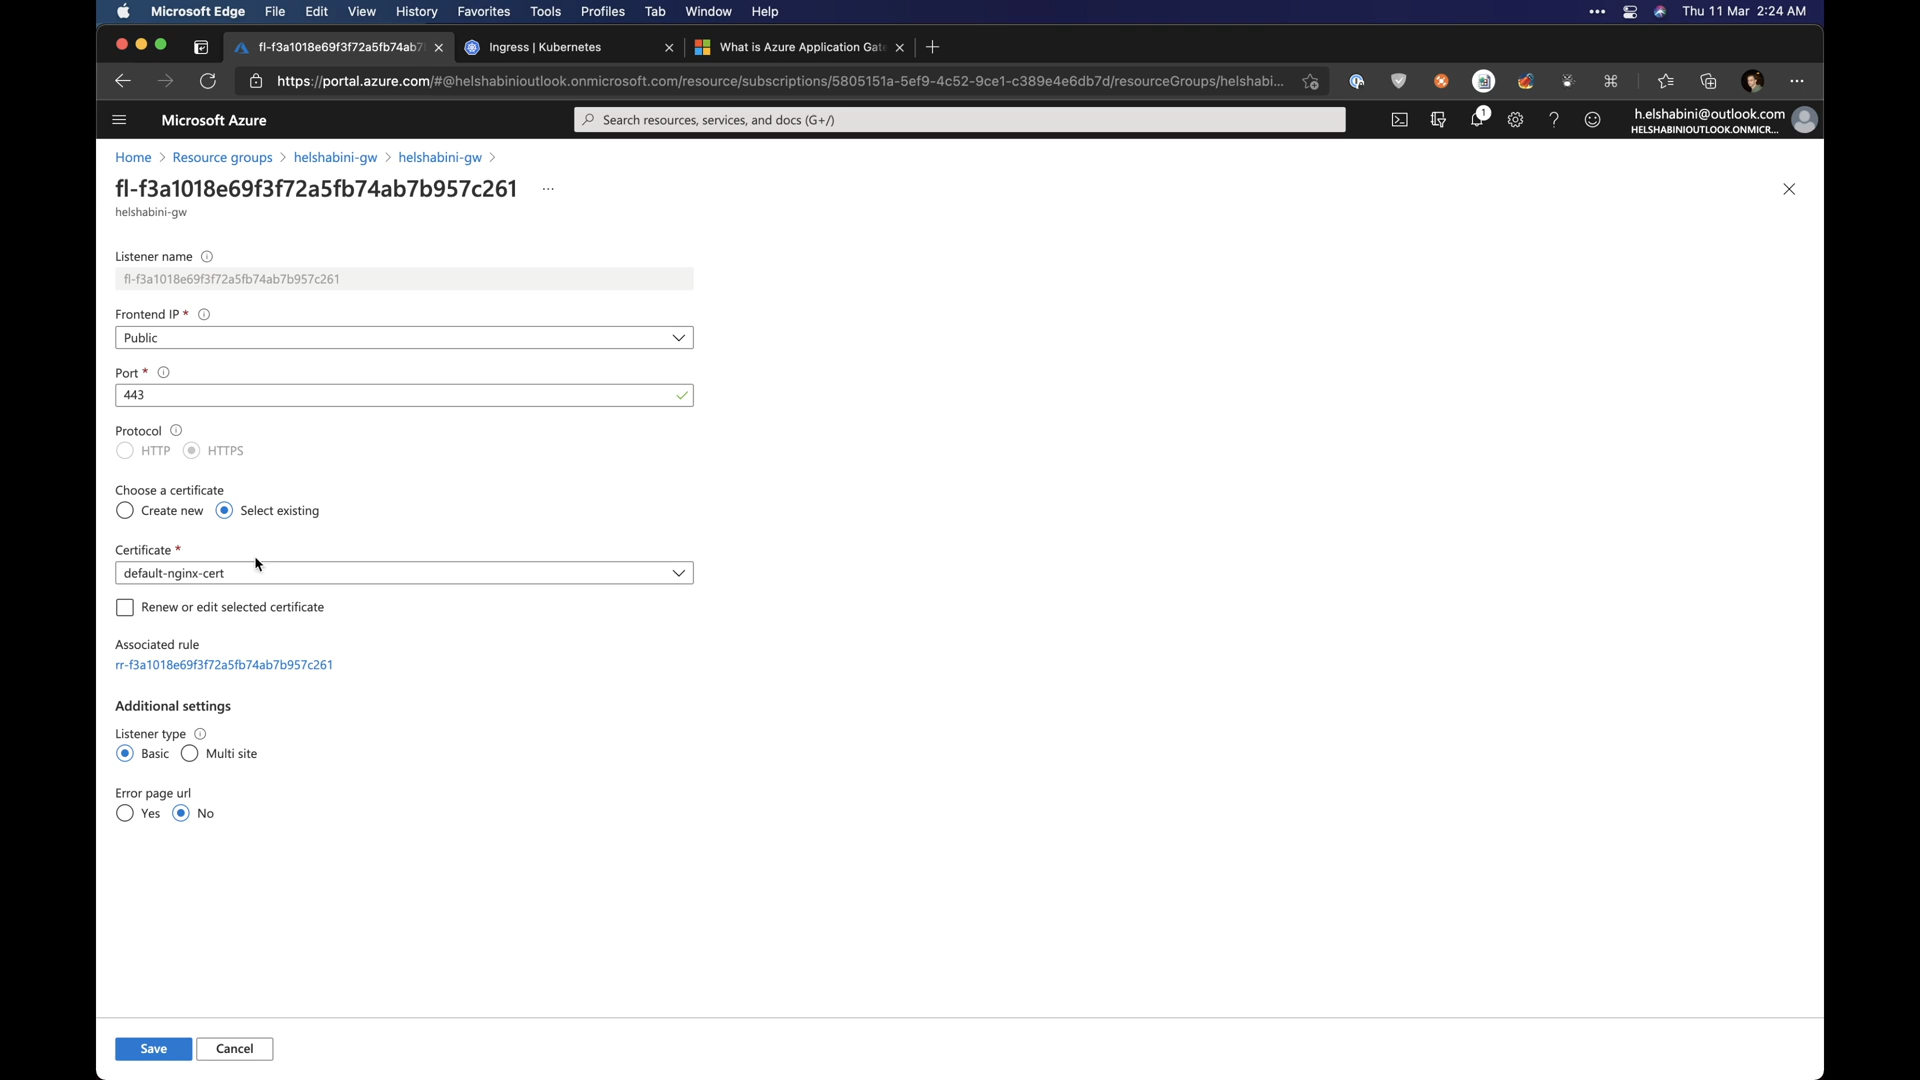 Microsoft Edge File Edit View History Favorites Tools Profiles Tab Window Help ••• Thu 11 Mar 2:24 AM
fl-f3a1018e69f3f72a5fb74ab7 Ingress | Kubernetes What is Azure Application Gate
https://portal.azure.com/#@helshabinioutlook.onmicrosoft.com/resource/subscriptions/5805151a-5ef9-4c52-9ce1-c389e4e6db7d/resourceGroups/helshabi...
Microsoft Azure Search resources, services, and docs (G+/) 1 h.elshabini@outlook.com
HELSHABINIOUTLOOK.ONMICR...
Home > Resource groups > helshabini-gw > helshabini-gw >
fl-f3a1018e69f3f72a5fb74ab7b957c261 ...
helshabini-gw
Listener name
fl-f3a1018e69f3f72a5fb74ab7b957c261
Frontend IP *
Public
Port *
443
Protocol
HTTP HTTPS
Choose a certificate
Create new Select existing
Certificate *
default-nginx-cert
Renew or edit selected certificate
Associated rule
rr-f3a1018e69f3f72a5fb74ab7b957c261
Additional settings
Listener type
Basic Multi site
Error page url
Yes No
Save Cancel